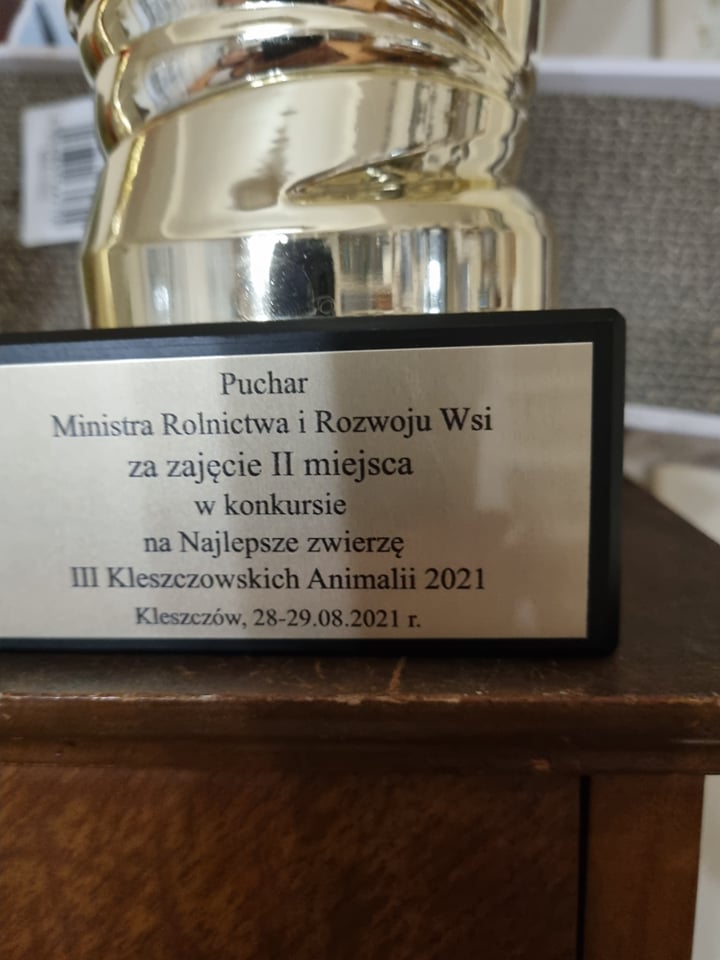 Puchar
Ministra Rolnictwa i Rozwoju Wsi
za zajęcie II miejsca
w konkursie
na Najlepsze zwierzę
III Kleszczowskich Animalii 2021
Kleszczów, 28-29.08.2021 r.